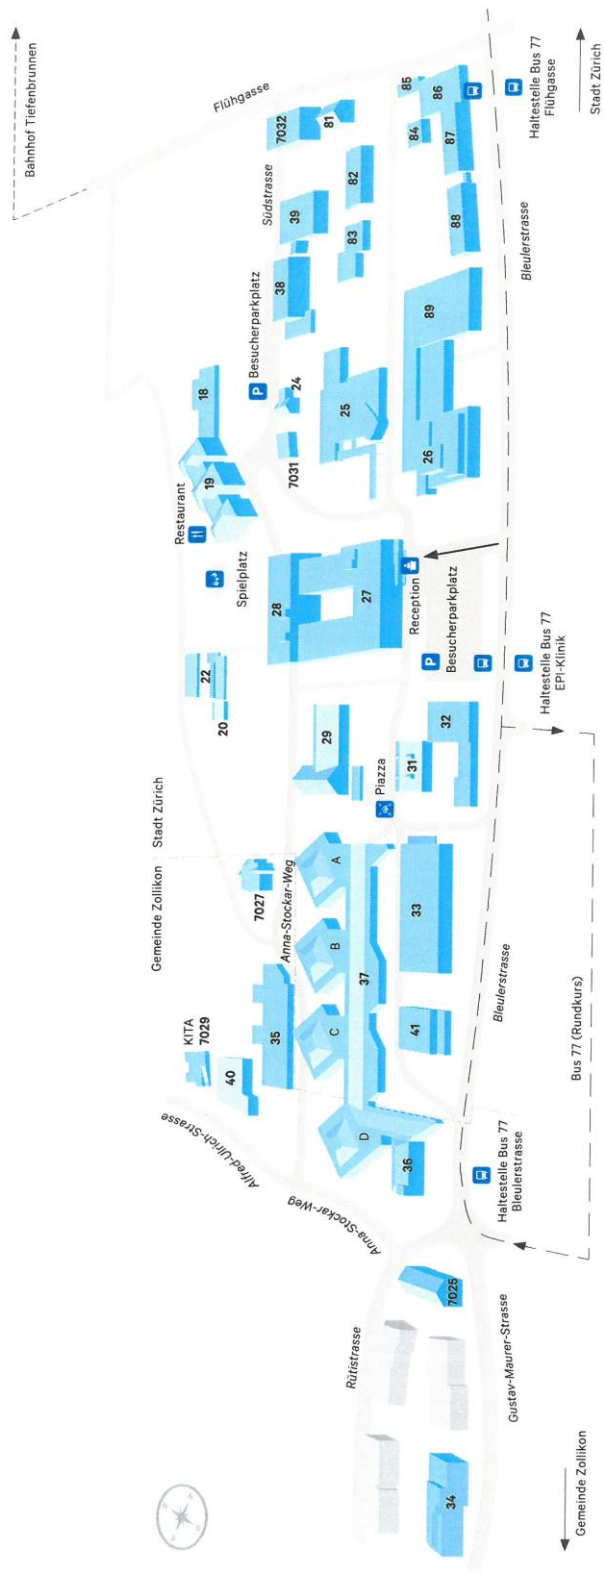 Bahnhof Tiefenbrunnen
Flühgasse
Haltestelle Bus 77
Flühgasse
Stadt Zürich
7032
81
85
86
84
87
Südstrasse
39
82
83
88
Bleulerstrasse
38
Besucherparkplatz
P
24
25
89
18
19
7031
26
Restaurant
Spielplatz
28
27
Reception
P
Besucherparkplatz
Haltestelle Bus 77
EPI-Klinik
22
20
29
31
32
Piazza
Gemeinde Zollikon
Stadt Zürich
7027
Anna-Stockar-Weg
A
B
C
D
37
33
41
Bleulerstrasse
Bus 77 (Rundkurs)
KITA
7029
40
35
36
Alfred-Ulrich-Strasse
Anna-Stockar-Weg
Haltestelle Bus 77
Bleulerstrasse
7025
Rütistrasse
Gustav-Maurer-Strasse
34
Gemeinde Zollikon